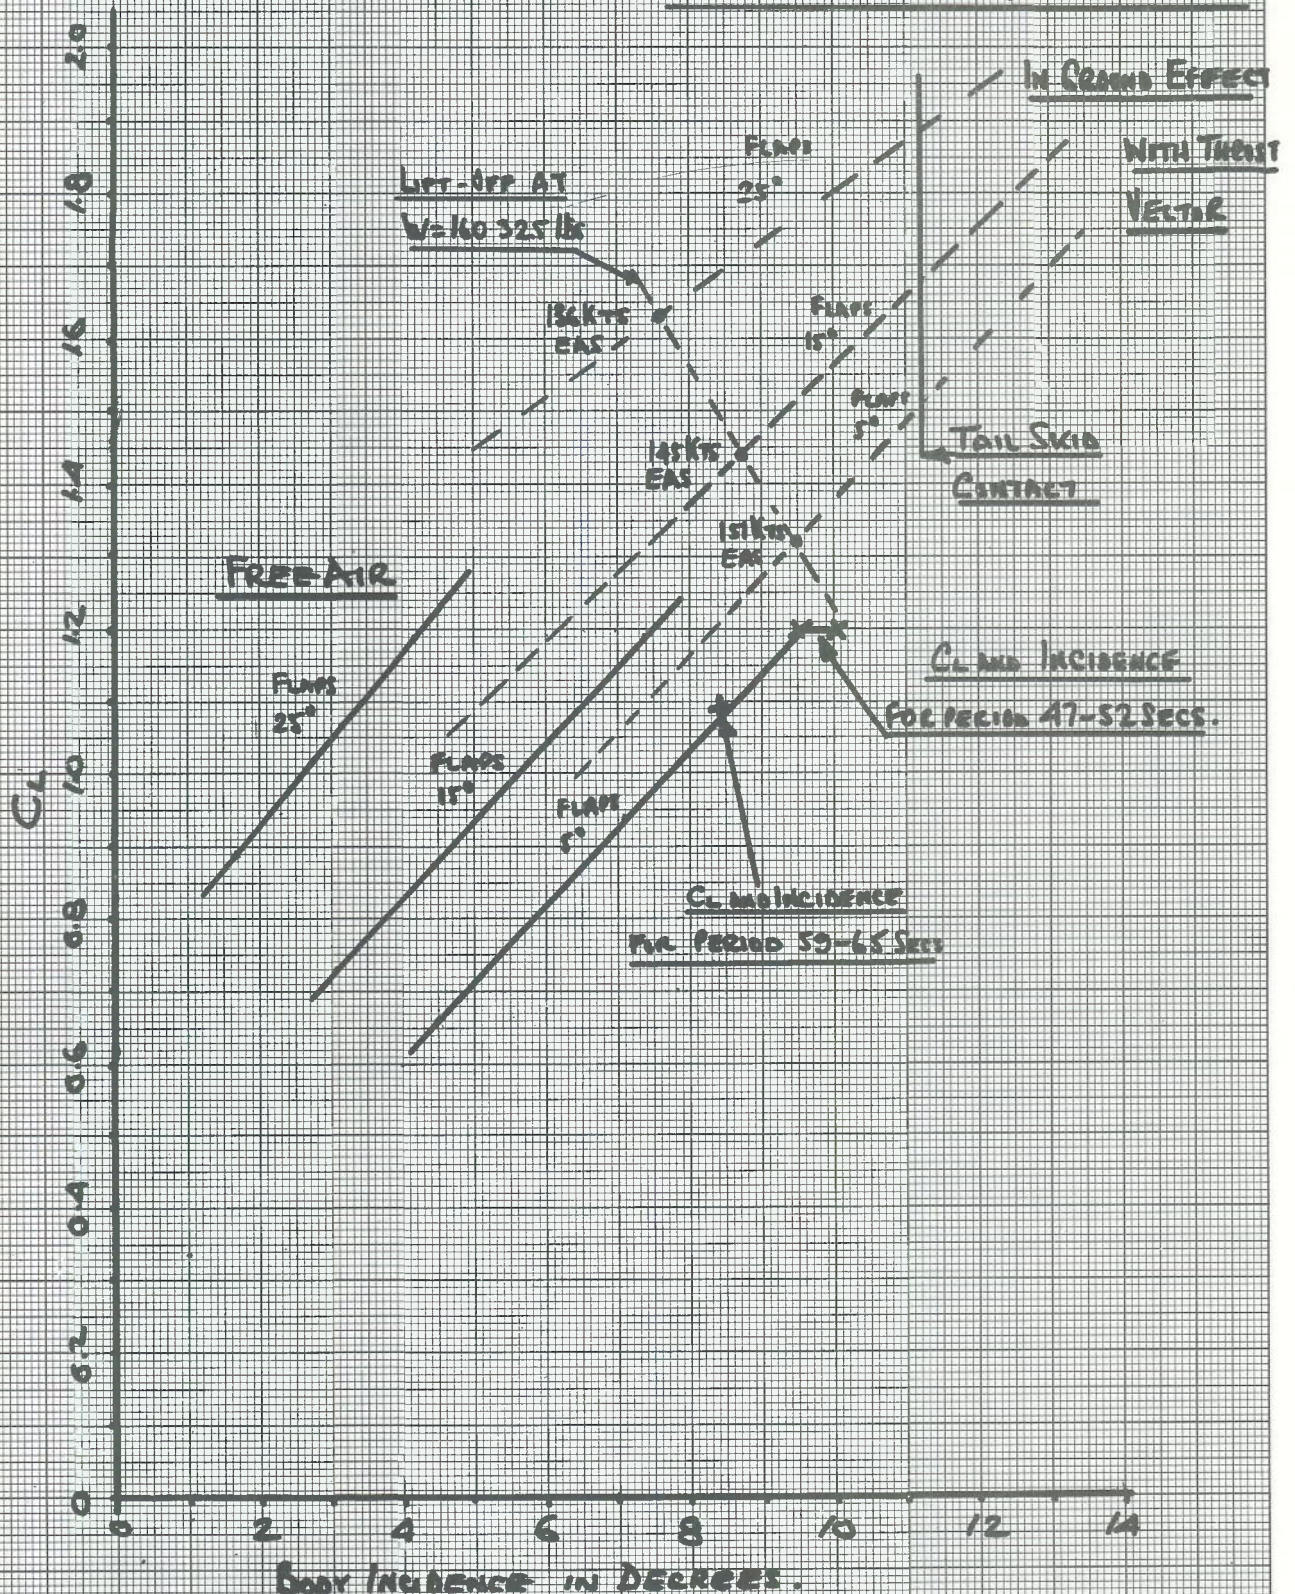 2.0
IN GROUND EFFECT
FLAPS
25°
WITH THRUST
VECTOR
1.8
LIFT-OFF AT
W=160 325 lbs
136 KTS
EAS
FLAPS
15°
1.6
FLAPS
5°
145 KTS
EAS
TAIL SKID
CONTACT
1.4
151 KTS
EAS
FREE AIR
1.2
CL AND INCIDENCE
FOR PERIOD 47-52 SECS.
FLAPS
25°
FLAPS
15°
1.0
CL
FLAPS
5°
CL AND INCIDENCE
FOR PERIOD 59-65 SECS
0.8
0.6
0.4
0.2
0
0 2 4 6 8 10 12 14
BODY INCIDENCE IN DEGREES.